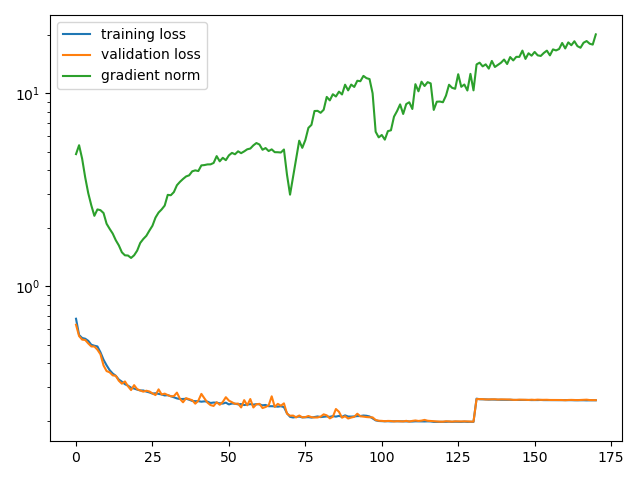 training loss
validation loss
gradient norm
10¹
10⁰
0 25 50 75 100 125 150 175